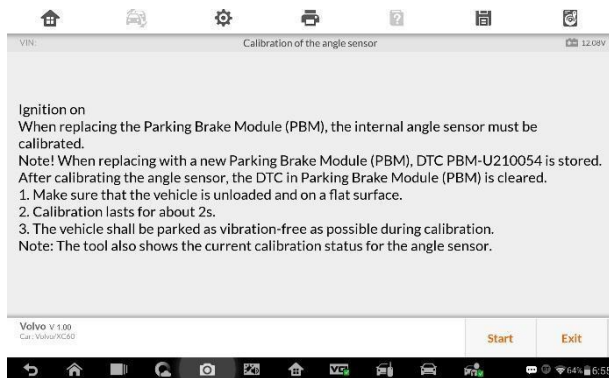 VIN:
Calibration of the angle sensor
12.08V
Ignition on
When replacing the Parking Brake Module (PBM), the internal angle sensor must be
calibrated.
Note! When replacing with a new Parking Brake Module (PBM), DTC PBM-U210054 is stored.
After calibrating the angle sensor, the DTC in Parking Brake Module (PBM) is cleared.
1. Make sure that the vehicle is unloaded and on a flat surface.
2. Calibration lasts for about 2s.
3. The vehicle shall be parked as vibration-free as possible during calibration.
Note: The tool also shows the current calibration status for the angle sensor.
Volvo V 1.00
Car: Volvo/XC60
Start
Exit
64%
6:55